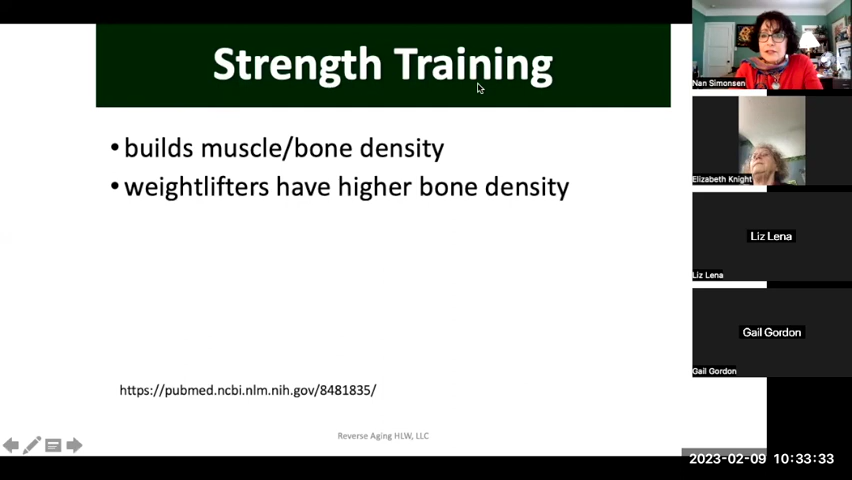 Strength Training
•builds muscle/bone density
•weightlifters have higher bone density
https://pubmed.ncbi.nlm.nih.gov/8481835/
Reverse Aging HLW, LLC
Nan Simonsen
Elizabeth Knight
Liz Lena
Liz Lena
Gail Gordon
Gail Gordon
2023-02-09 10:33:33